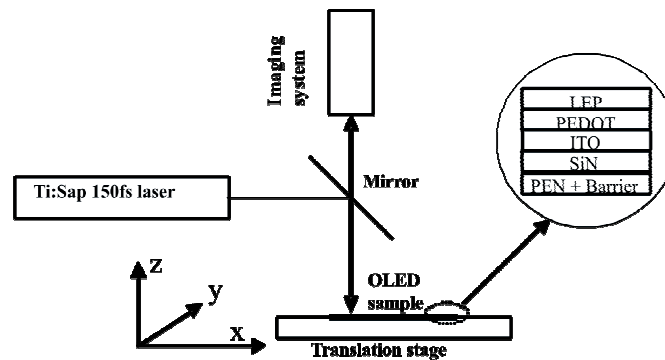 Imaging
system
LEP
PEDOT
ITO
SiN
PEN + Barrier
Mirror
Ti:Sap 150fs laser
OLED
sample
z
y
x
Translation stage